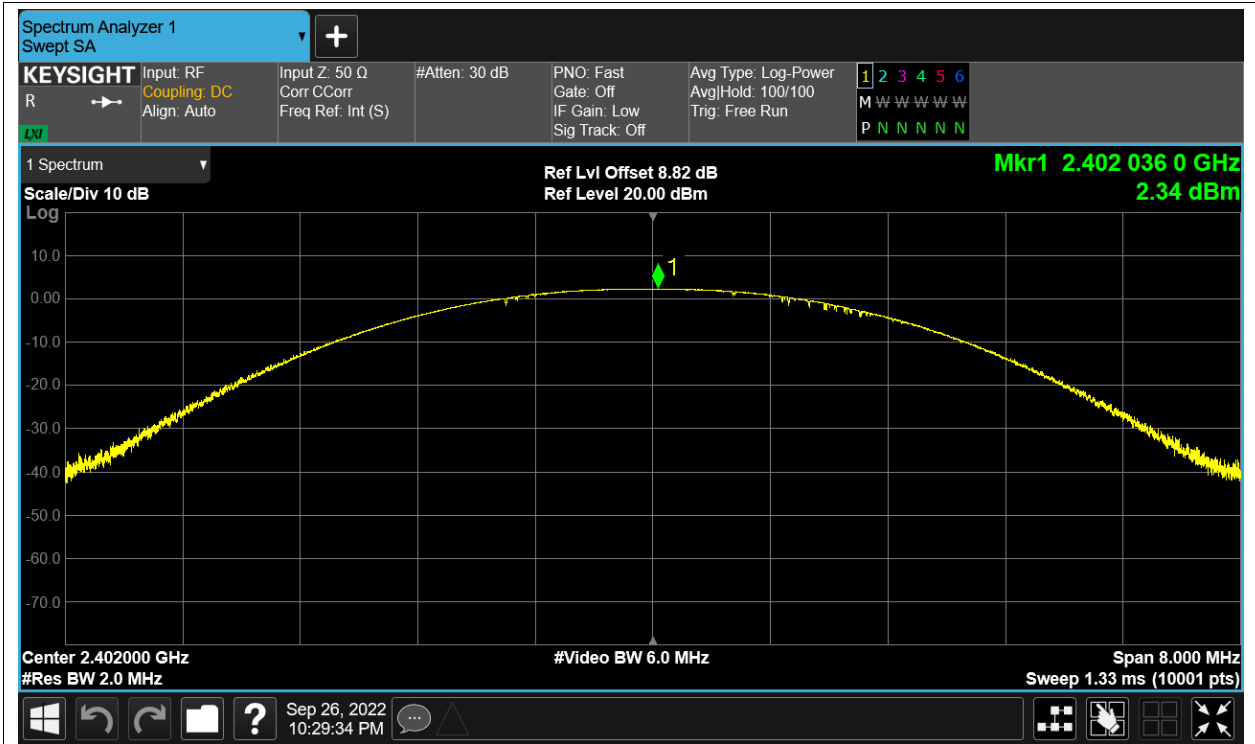 Spectrum Analyzer 1
Swept SA
KEYSIGHT
R
LXI
Input: RF
Coupling: DC
Align: Auto
Input Z: 50 Ω
Corr CCorr
Freq Ref: Int (S)
#Atten: 30 dB
PNO: Fast
Gate: Off
IF Gain: Low
Sig Track: Off
Avg Type: Log-Power
Avg|Hold: 100/100
Trig: Free Run
1 2 3 4 5 6
M W W W W W
P N N N N N
1 Spectrum
Scale/Div 10 dB
Log
Ref Lvl Offset 8.82 dB
Ref Level 20.00 dBm
Mkr1 2.402 036 0 GHz
2.34 dBm
1
10.0
0.00
-10.0
-20.0
-30.0
-40.0
-50.0
-60.0
-70.0
Center 2.402000 GHz
#Res BW 2.0 MHz
#Video BW 6.0 MHz
Span 8.000 MHz
Sweep 1.33 ms (10001 pts)
?
Sep 26, 2022
10:29:34 PM